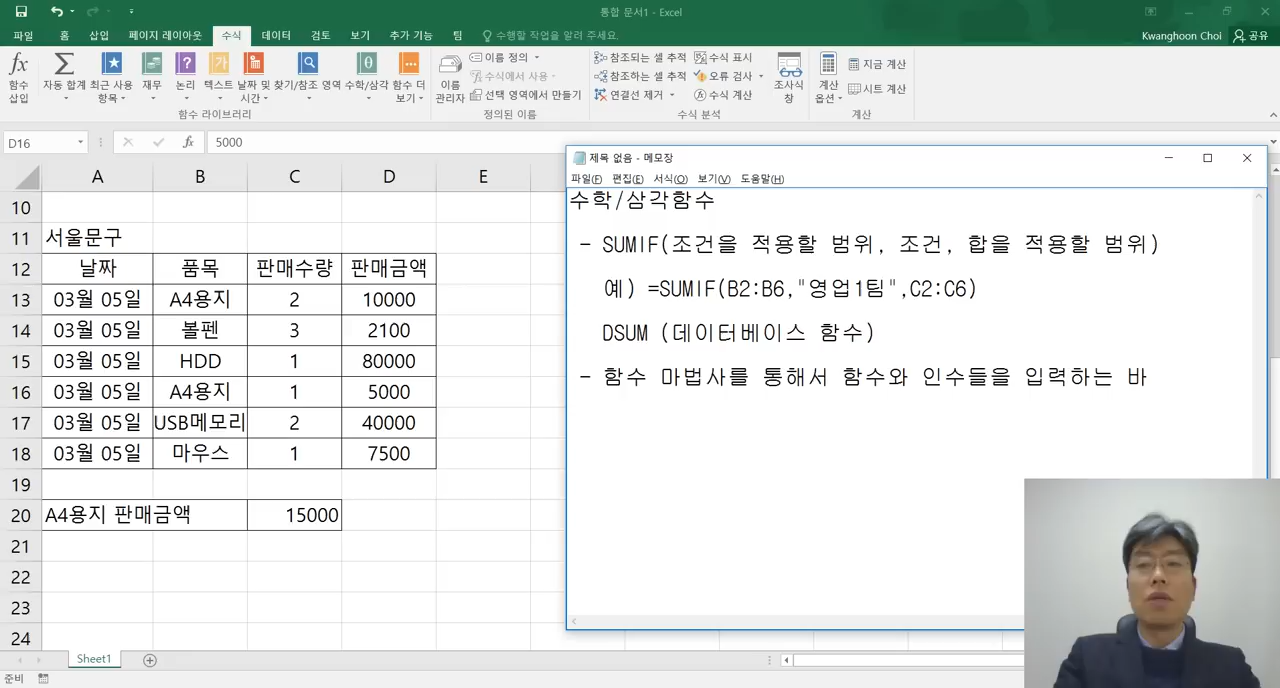 통합 문서1 - Excel
파일 홈 삽입 페이지 레이아웃 수식 데이터 검토 보기 추가 기능 팀 수행할 작업을 알려 주세요. Kwanghoon Choi 공유
함수 삽입
자동 합계
최근 사용 항목
재무
논리
텍스트
날짜 및 시간
찾기/참조 영역
수학/삼각
함수 더 보기
함수 라이브러리
이름 관리자
이름 정의
수식에서 사용
선택 영역에서 만들기
정의된 이름
참조되는 셀 추적
참조하는 셀 추적
연결선 제거
수식 표시
오류 검사
수식 계산
조사식 창
수식 분석
계산 옵션
지금 계산
시트 계산
계산
D16 fx 5000
A B C D E
10
11 서울문구
12 날짜 품목 판매수량 판매금액
13 03월 05일 A4용지 2 10000
14 03월 05일 볼펜 3 2100
15 03월 05일 HDD 1 80000
16 03월 05일 A4용지 1 5000
17 03월 05일 USB메모리 2 40000
18 03월 05일 마우스 1 7500
19
20 A4용지 판매금액 15000
21
22
23
24
Sheet1
준비
제목 없음 - 메모장
파일(F) 편집(E) 서식(O) 보기(V) 도움말(H)
수학/삼각함수
- SUMIF(조건을 적용할 범위, 조건, 합을 적용할 범위)
예) =SUMIF(B2:B6,"영업1팀",C2:C6)
DSUM (데이터베이스 함수)
- 함수 마법사를 통해서 함수와 인수들을 입력하는 바